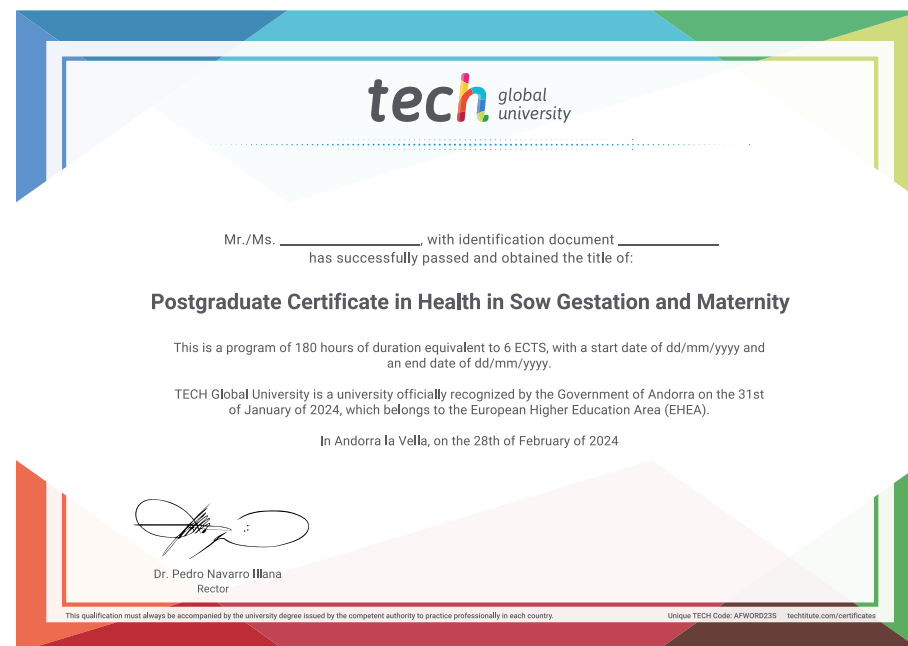 tech global
university
Mr./Ms. ____________, with identification document ____________
has successfully passed and obtained the title of:
Postgraduate Certificate in Health in Sow Gestation and Maternity
This is a program of 180 hours of duration equivalent to 6 ECTS, with a start date of dd/mm/yyyy and
an end date of dd/mm/yyyy.
TECH Global University is a university officially recognized by the Government of Andorra on the 31st
of January of 2024, which belongs to the European Higher Education Area (EHEA).
In Andorra la Vella, on the 28th of February of 2024
Dr. Pedro Navarro Illana
Rector
This qualification must always be accompanied by the university degree issued by the competent authority to practice professionally in each country. Unique TECH Code: AFWORD23S techtitute.com/certificates